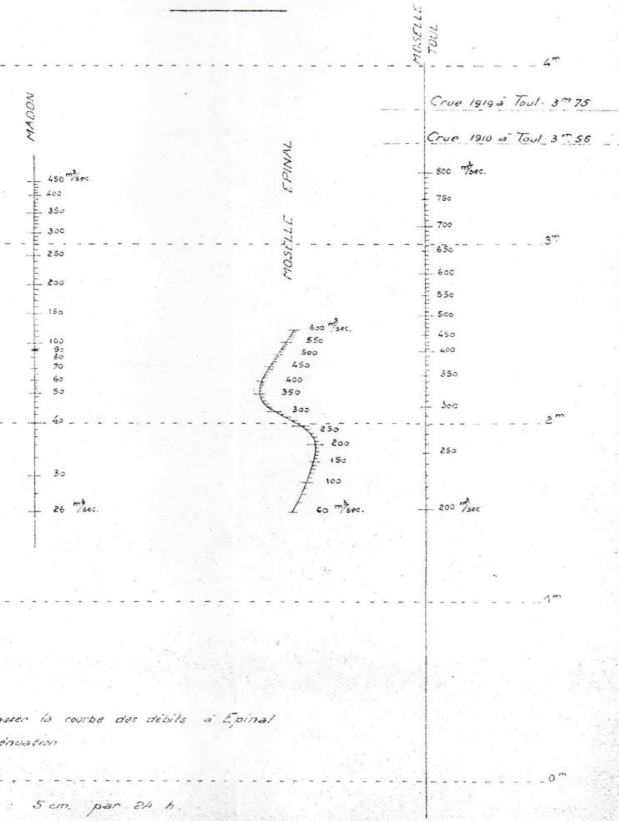 MOSELLE
TOUL
4m
Crue 1919 à Toul. 3m 75
Crue 1910 à Toul 3m 56
MADON
450 m³/sec.
400
350
300
250
200
150
100
90
80
70
60
50
40
30
26 m³/sec.
MOSELLE EPINAL
600 m³/sec.
550
500
450
400
350
300
250
200
150
100
60 m³/sec.
800 m³/sec.
750
700
650
600
550
500
450
400
350
300
250
200 m³/sec
3m
2m
1m
0m
la courbe des débits à Epinal
5 cm. par 24 h.